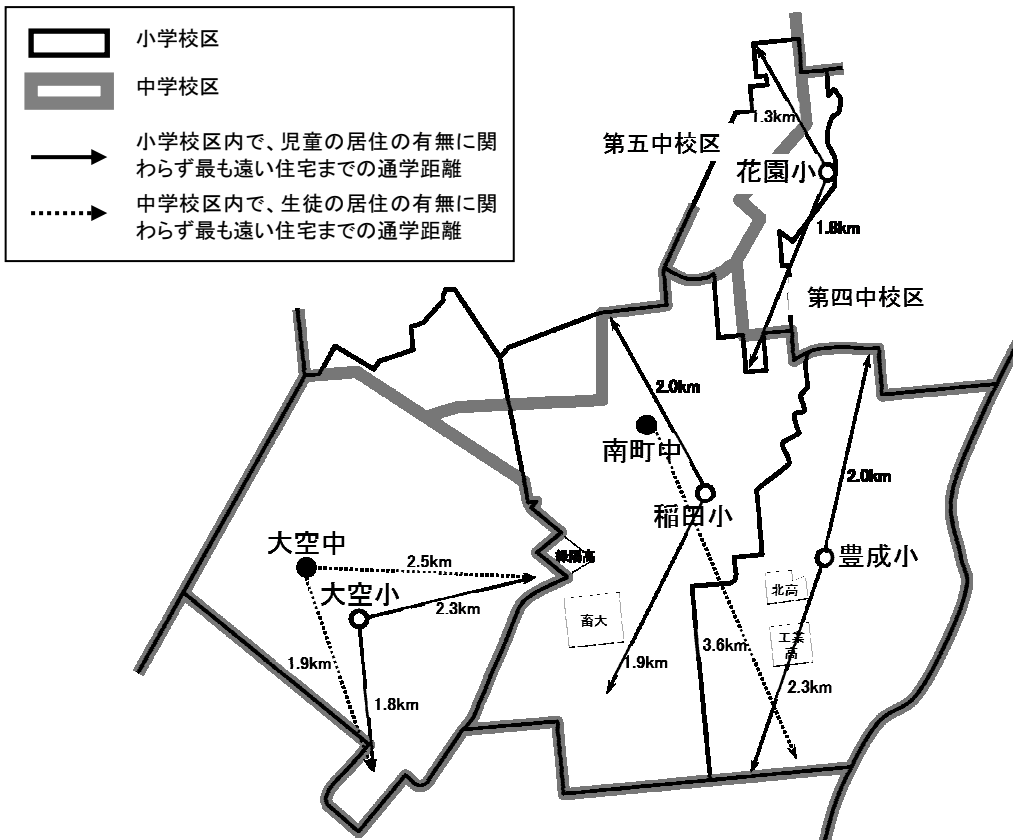 小学校区
中学校区
小学校区内で、児童の居住の有無に関
わらず最も遠い住宅までの通学距離
中学校区内で、生徒の居住の有無に関
わらず最も遠い住宅までの通学距離
1.3km
第五中校区
花園小
1.8km
第四中校区
2.0km
南町中
2.0km
稲田小
大空中
2.5km
緑陽高
豊成小
大空小
2.3km
北高
畜大
工業
高
3.6km
1.9km
1.9km
2.3km
1.8km